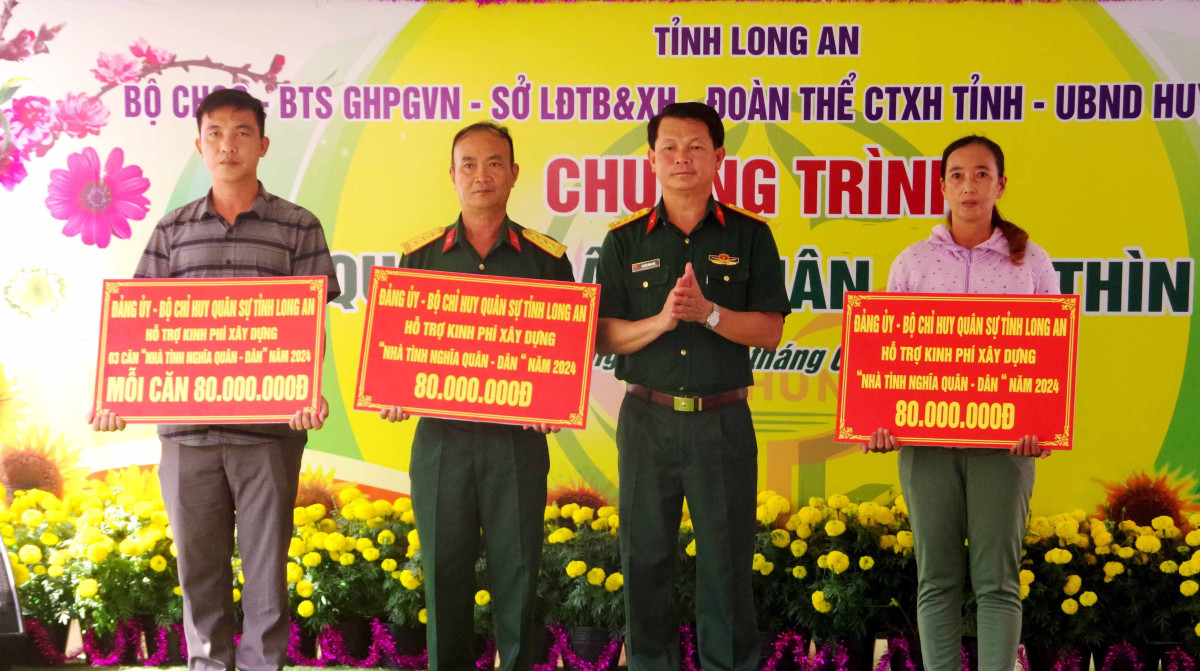 TỈNH LONG AN
BỘ CHQS - BTS GHPGVN - SỞ LĐTB&XH - ĐOÀN THỂ CTXH TỈNH - UBND HUY
CHƯƠNG TRÌNH
THÌN
Tháng
ĐẢNG ỦY - BỘ CHỈ HUY QUÂN SỰ TỈNH LONG AN
HỖ TRỢ KINH PHÍ XÂY DỰNG
03 CĂN "NHÀ TÌNH NGHĨA QUÂN - DÂN" NĂM 2024
MỖI CĂN 80.000.000Đ
ĐẢNG ỦY - BỘ CHỈ HUY QUÂN SỰ TỈNH LONG AN
HỖ TRỢ KINH PHÍ XÂY DỰNG
"NHÀ TÌNH NGHĨA QUÂN - DÂN" NĂM 2024
80.000.000Đ
ĐẢNG ỦY - BỘ CHỈ HUY QUÂN SỰ TỈNH LONG AN
HỖ TRỢ KINH PHÍ XÂY DỰNG
"NHÀ TÌNH NGHĨA QUÂN - DÂN" NĂM 2024
80.000.000Đ